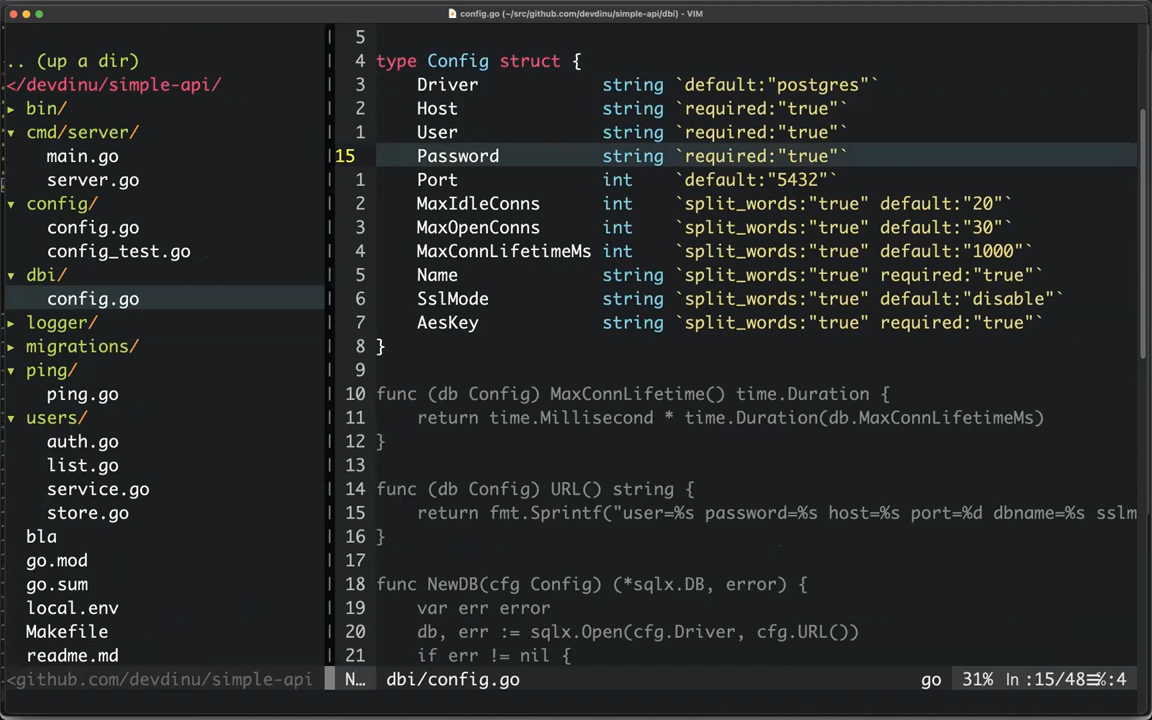 config.go (~/src/github.com/devdinu/simple-api/dbi) - VIM
.. (up a dir)
</devdinu/simple-api/
▸ bin/
▾ cmd/server/
main.go
server.go
▾ config/
config.go
config_test.go
▾ dbi/
config.go
▸ logger/
▸ migrations/
▾ ping/
ping.go
▾ users/
auth.go
list.go
service.go
store.go
bla
go.mod
go.sum
local.env
Makefile
readme.md
<github.com/devdinu/simple-api
5
4 type Config struct {
3 Driver string `default:"postgres"`
2 Host string `required:"true"`
1 User string `required:"true"`
15 Password string `required:"true"`
1 Port int `default:"5432"`
2 MaxIdleConns int `split_words:"true" default:"20"`
3 MaxOpenConns int `split_words:"true" default:"30"`
4 MaxConnLifetimeMs int `split_words:"true" default:"1000"`
5 Name string `split_words:"true" required:"true"`
6 SslMode string `split_words:"true" default:"disable"`
7 AesKey string `split_words:"true" required:"true"`
8 }
9
10 func (db Config) MaxConnLifetime() time.Duration {
11 return time.Millisecond * time.Duration(db.MaxConnLifetimeMs)
12 }
13
14 func (db Config) URL() string {
15 return fmt.Sprintf("user=%s password=%s host=%s port=%d dbname=%s sslm
16 }
17
18 func NewDB(cfg Config) (*sqlx.DB, error) {
19 var err error
20 db, err := sqlx.Open(cfg.Driver, cfg.URL())
21 if err != nil {
N… dbi/config.go go 31% ln :15/48≡%:4